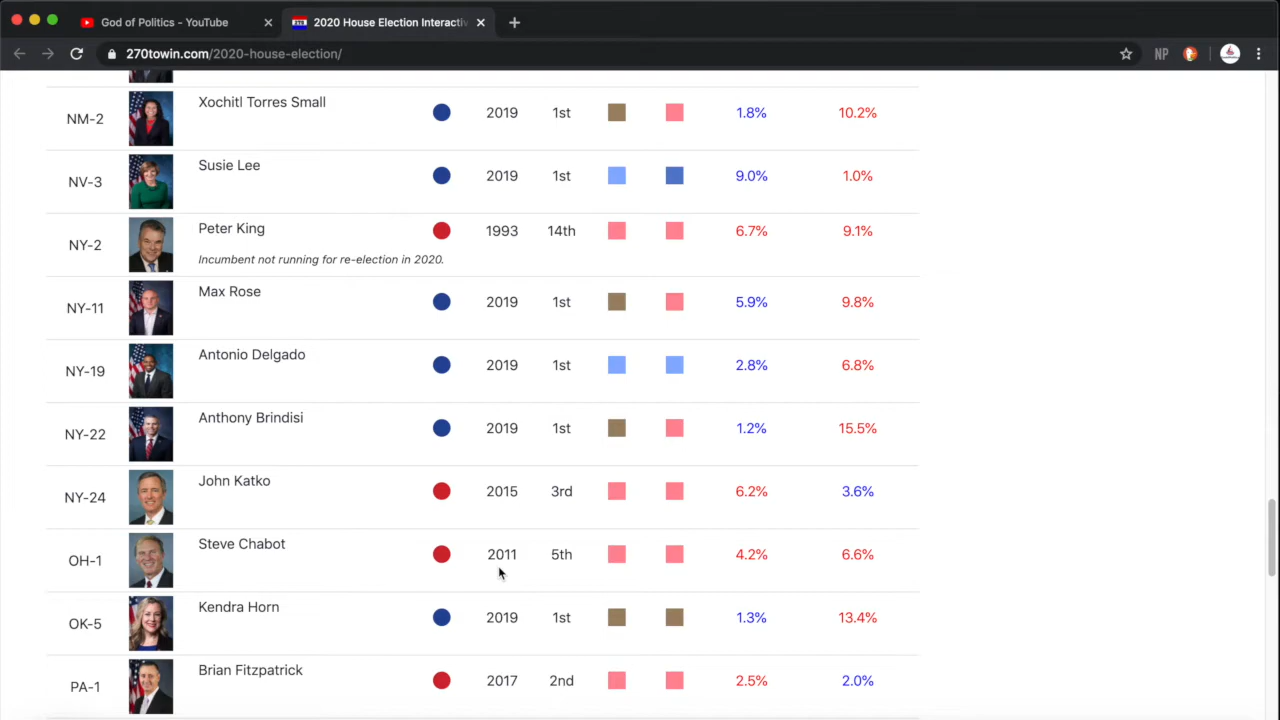 God of Politics - YouTube
2020 House Election Interactiv
270towin.com/2020-house-election/
NP
NM-2 Xochitl Torres Small 2019 1st 1.8% 10.2%
NV-3 Susie Lee 2019 1st 9.0% 1.0%
NY-2 Peter King 1993 14th 6.7% 9.1%
Incumbent not running for re-election in 2020.
NY-11 Max Rose 2019 1st 5.9% 9.8%
NY-19 Antonio Delgado 2019 1st 2.8% 6.8%
NY-22 Anthony Brindisi 2019 1st 1.2% 15.5%
NY-24 John Katko 2015 3rd 6.2% 3.6%
OH-1 Steve Chabot 2011 5th 4.2% 6.6%
OK-5 Kendra Horn 2019 1st 1.3% 13.4%
PA-1 Brian Fitzpatrick 2017 2nd 2.5% 2.0%